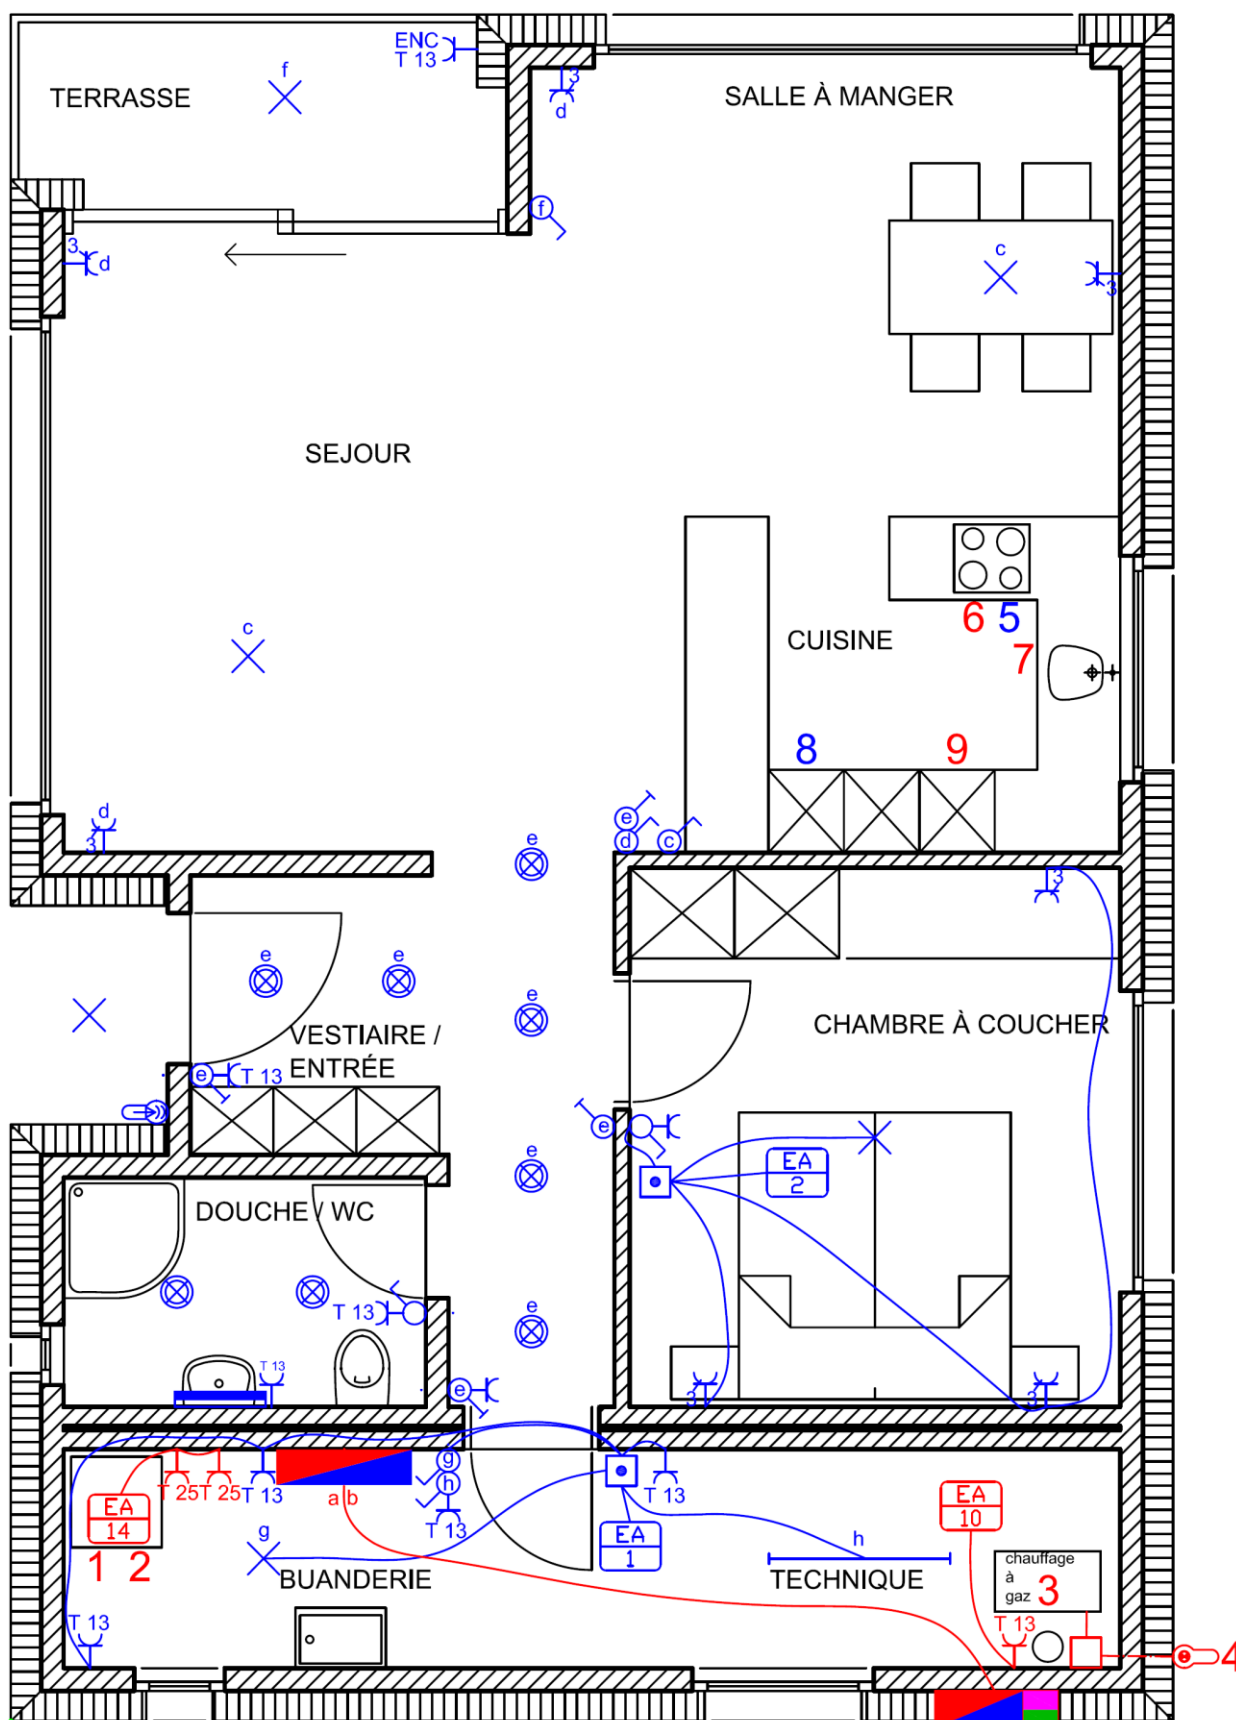 ENC
T 13
f
TERRASSE
3
d
SALLE À MANGER
f
3
d
c
3
SEJOUR
6 5
CUISINE
7
c
8
9
d
3
e
e
d
c
3
e
e
e
VESTIAIRE /
ENTRÉE
CHAMBRE À COUCHER
e
T 13
e
e
EA
2
DOUCHE / WC
T 13
e
T 13
3
3
e
g
h
T 25
T 25
T 13
a b
T 13
T 13
EA
14
EA
10
EA
1
g
h
1 2
BUANDERIE
TECHNIQUE
chauffage
à
gaz
3
T 13
T 13
4